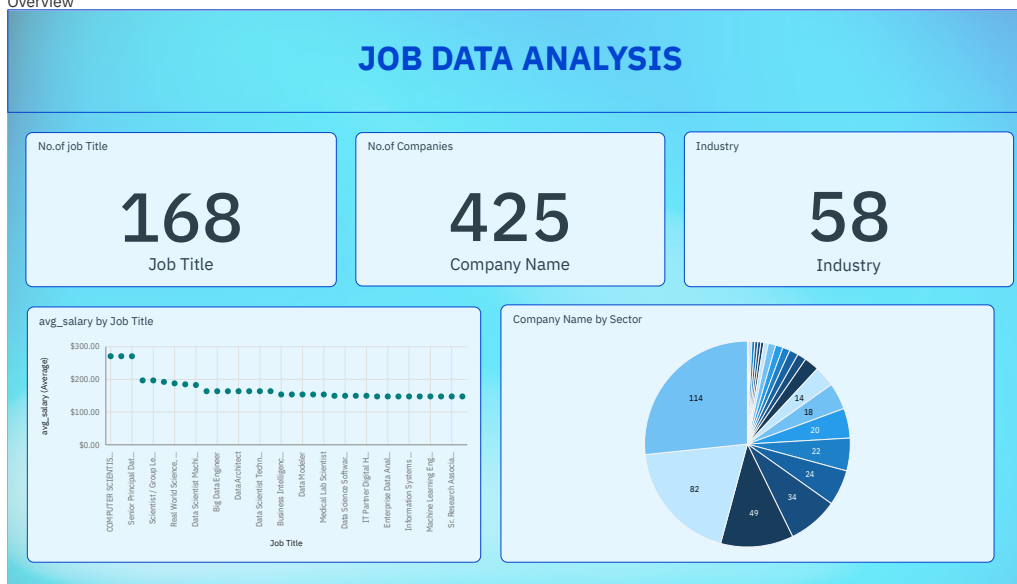 Overview
JOB DATA ANALYSIS
No.of job Title
168
Job Title
No.of Companies
425
Company Name
Industry
58
Industry
avg_salary by Job Title
avg_salary (Average)
$300.00
$200.00
$100.00
$0.00
COMPUTER SCIENTIS...
Senior Principal Dat...
Scientist / Group Le...
Real World Science, ...
Data Scientist Machi...
Big Data Engineer
Data Architect
Data Scientist Techn...
Business Intelligenc...
Data Modeler
Medical Lab Scientist
Data Science Softwar...
IT Partner Digital H...
Enterprise Data Anal...
Information Systems ...
Machine Learning Eng...
Sr. Research Associa...
Job Title
Company Name by Sector
114
82
49
34
24
22
20
18
14